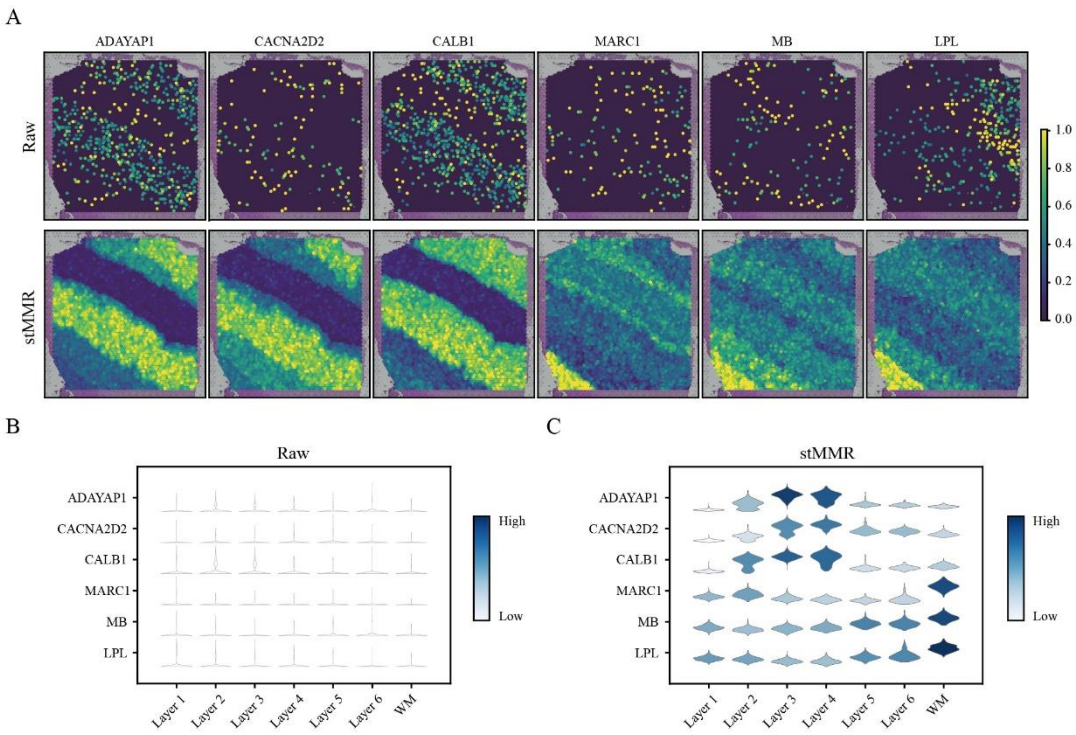 A
ADAYAP1 CACNA2D2 CALB1 MARC1 MB LPL
Raw
stMMR
1.0
0.8
0.6
0.4
0.2
0.0
B
Raw
ADAYAP1
CACNA2D2
CALB1
MARC1
MB
LPL
Layer 1 Layer 2 Layer 3 Layer 4 Layer 5 Layer 6 WM
High
Low
C
stMMR
ADAYAP1
CACNA2D2
CALB1
MARC1
MB
LPL
Layer 1 Layer 2 Layer 3 Layer 4 Layer 5 Layer 6 WM
High
Low